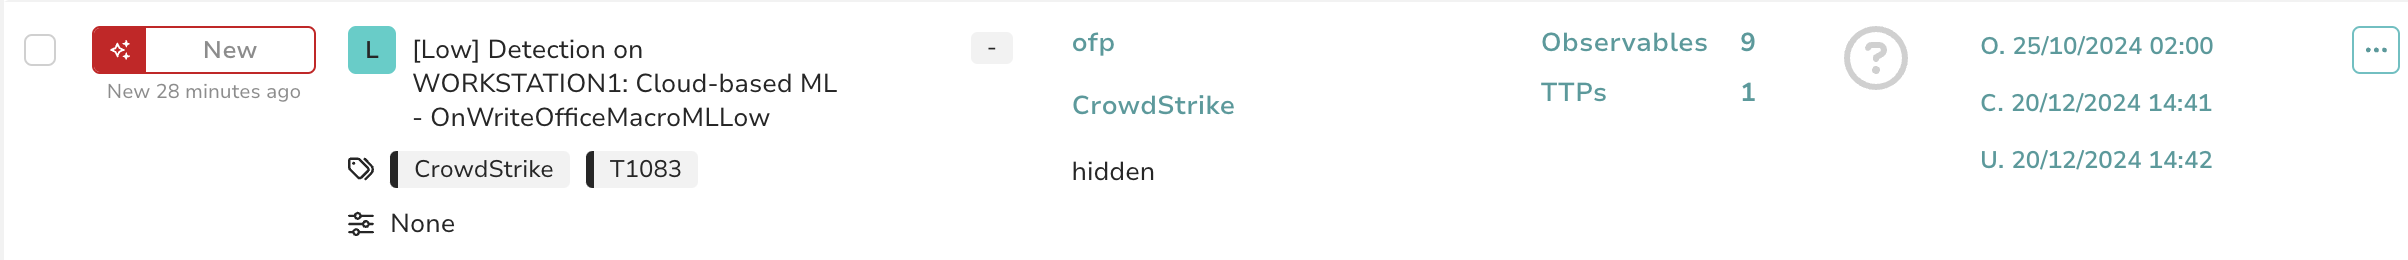 New
New 28 minutes ago
L
[Low] Detection on
WORKSTATION1: Cloud-based ML
- OnWriteOfficeMacroMLLow
CrowdStrike T1083
None
-
ofp
CrowdStrike
hidden
Observables 9
TTPs 1
?
O. 25/10/2024 02:00
C. 20/12/2024 14:41
U. 20/12/2024 14:42
...